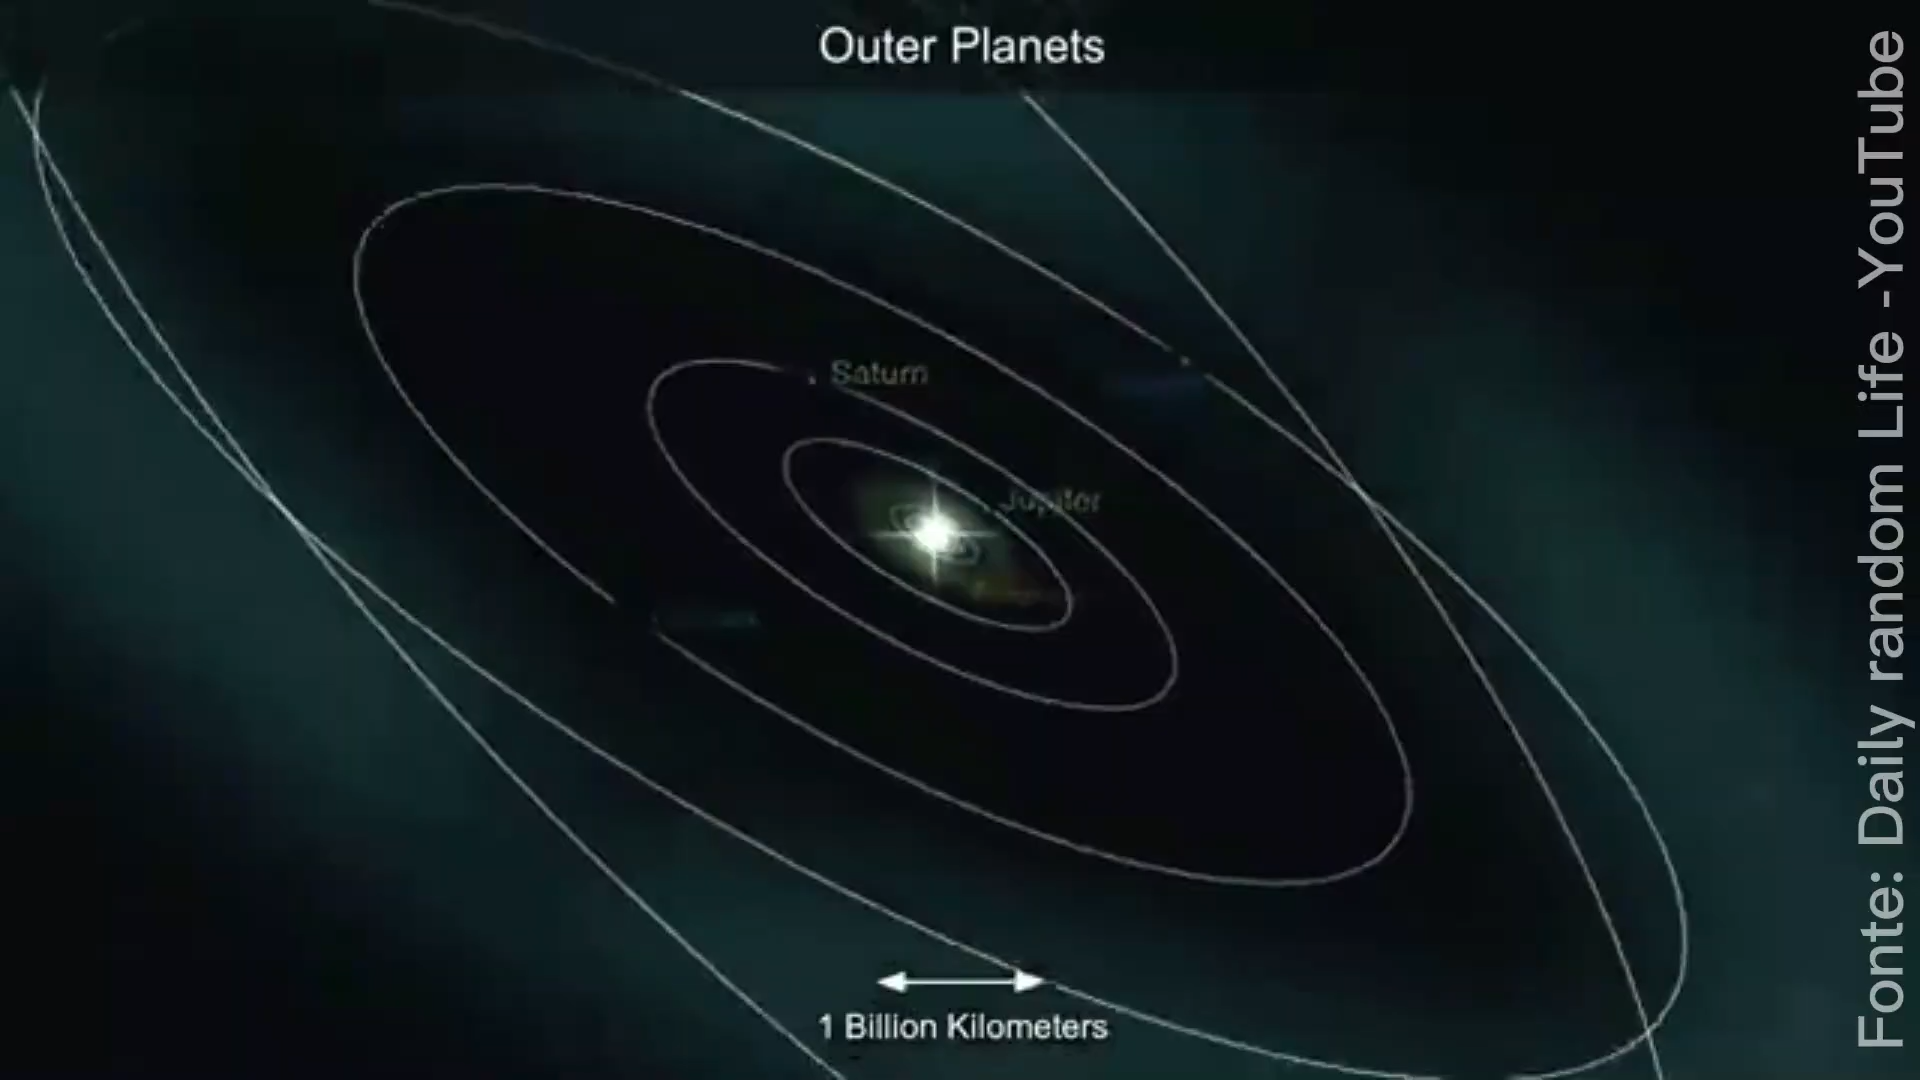 Outer Planets
Saturn
Jupiter
1 Billion Kilometers
Fonte: Daily random Life -YouTube